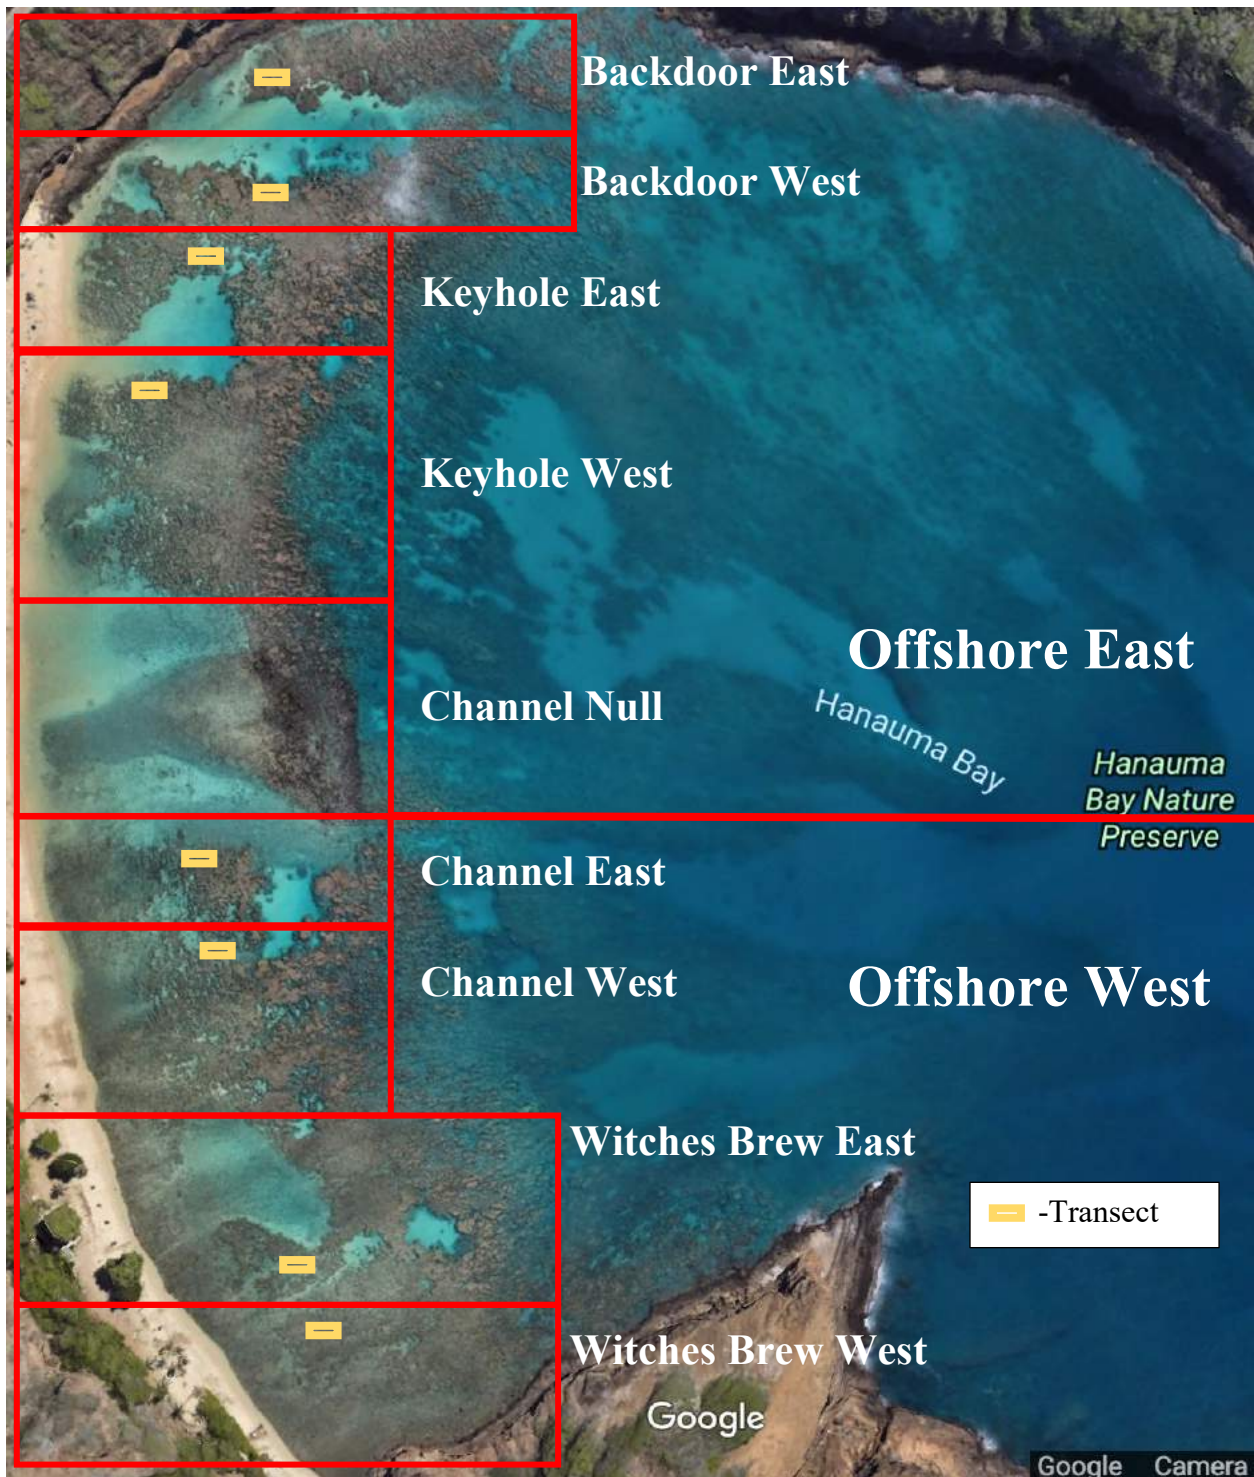 Backdoor East
Backdoor West
Keyhole East
Keyhole West
Offshore East
Channel Null
Hanauma Bay
Hanauma
Bay Nature
Preserve
Channel East
Channel West
Offshore West
Witches Brew East
-Transect
Witches Brew West
Google
Google Camera